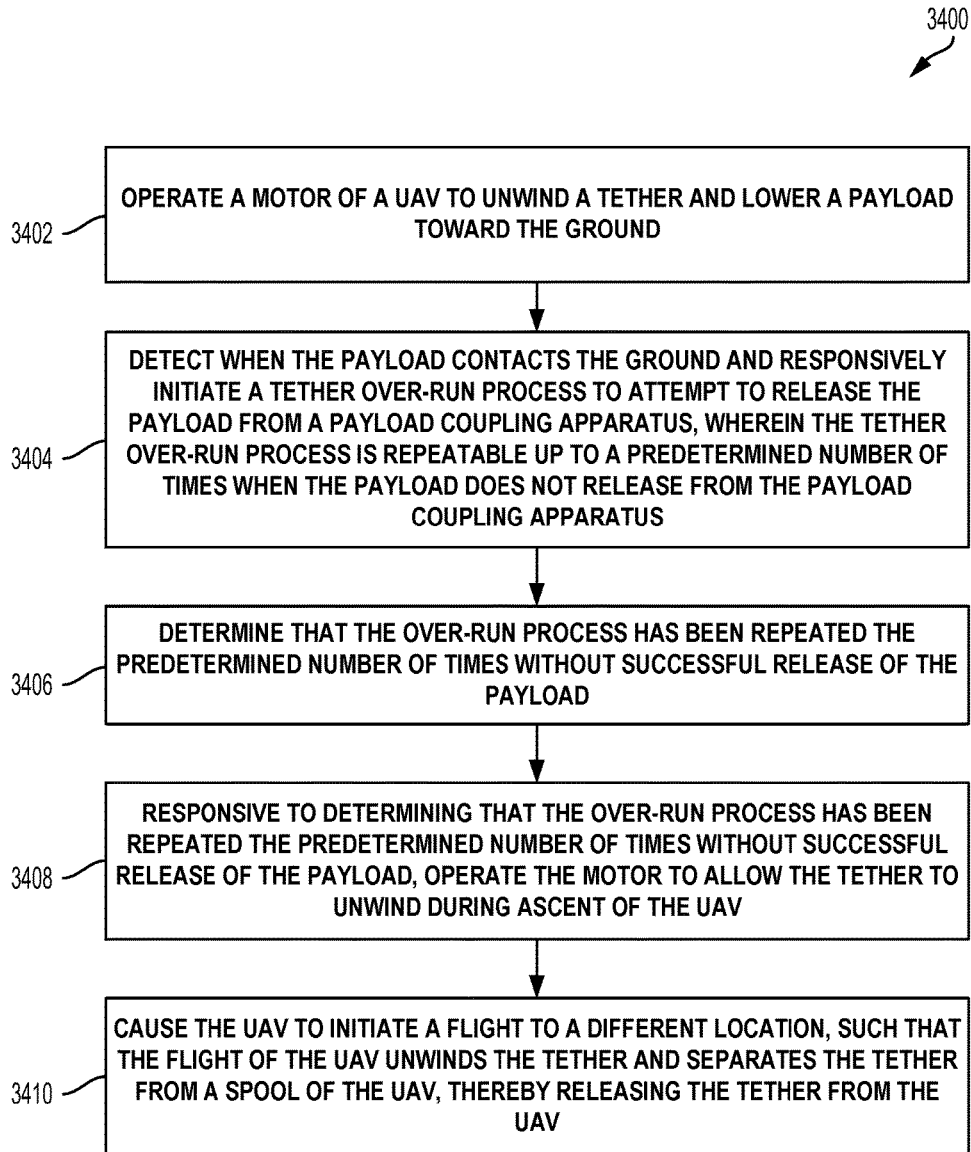 3400
OPERATE A MOTOR OF A UAV TO UNWIND A TETHER AND LOWER A PAYLOAD
TOWARD THE GROUND
3402
DETECT WHEN THE PAYLOAD CONTACTS THE GROUND AND RESPONSIVELY
INITIATE A TETHER OVER-RUN PROCESS TO ATTEMPT TO RELEASE THE
PAYLOAD FROM A PAYLOAD COUPLING APPARATUS, WHEREIN THE TETHER
OVER-RUN PROCESS IS REPEATABLE UP TO A PREDETERMINED NUMBER OF
TIMES WHEN THE PAYLOAD DOES NOT RELEASE FROM THE PAYLOAD
COUPLING APPARATUS
3404
DETERMINE THAT THE OVER-RUN PROCESS HAS BEEN REPEATED THE
PREDETERMINED NUMBER OF TIMES WITHOUT SUCCESSFUL RELEASE OF THE
PAYLOAD
3406
RESPONSIVE TO DETERMINING THAT THE OVER-RUN PROCESS HAS BEEN
REPEATED THE PREDETERMINED NUMBER OF TIMES WITHOUT SUCCESSFUL
RELEASE OF THE PAYLOAD, OPERATE THE MOTOR TO ALLOW THE TETHER TO
UNWIND DURING ASCENT OF THE UAV
3408
CAUSE THE UAV TO INITIATE A FLIGHT TO A DIFFERENT LOCATION, SUCH THAT
THE FLIGHT OF THE UAV UNWINDS THE TETHER AND SEPARATES THE TETHER
FROM A SPOOL OF THE UAV, THEREBY RELEASING THE TETHER FROM THE
UAV
3410